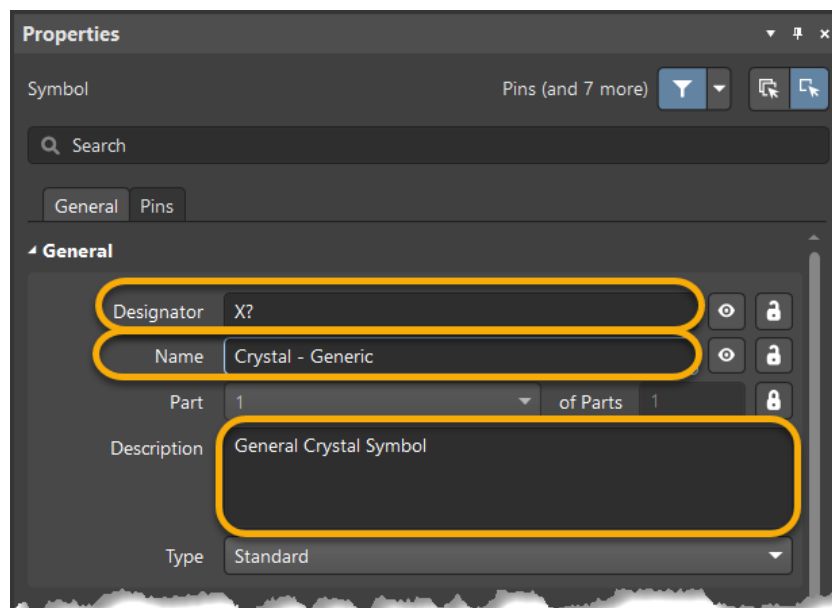 Properties
Symbol Pins (and 7 more)
Search
General Pins
General
Designator X?
Name Crystal - Generic
Part 1 of Parts 1
Description General Crystal Symbol
Type Standard